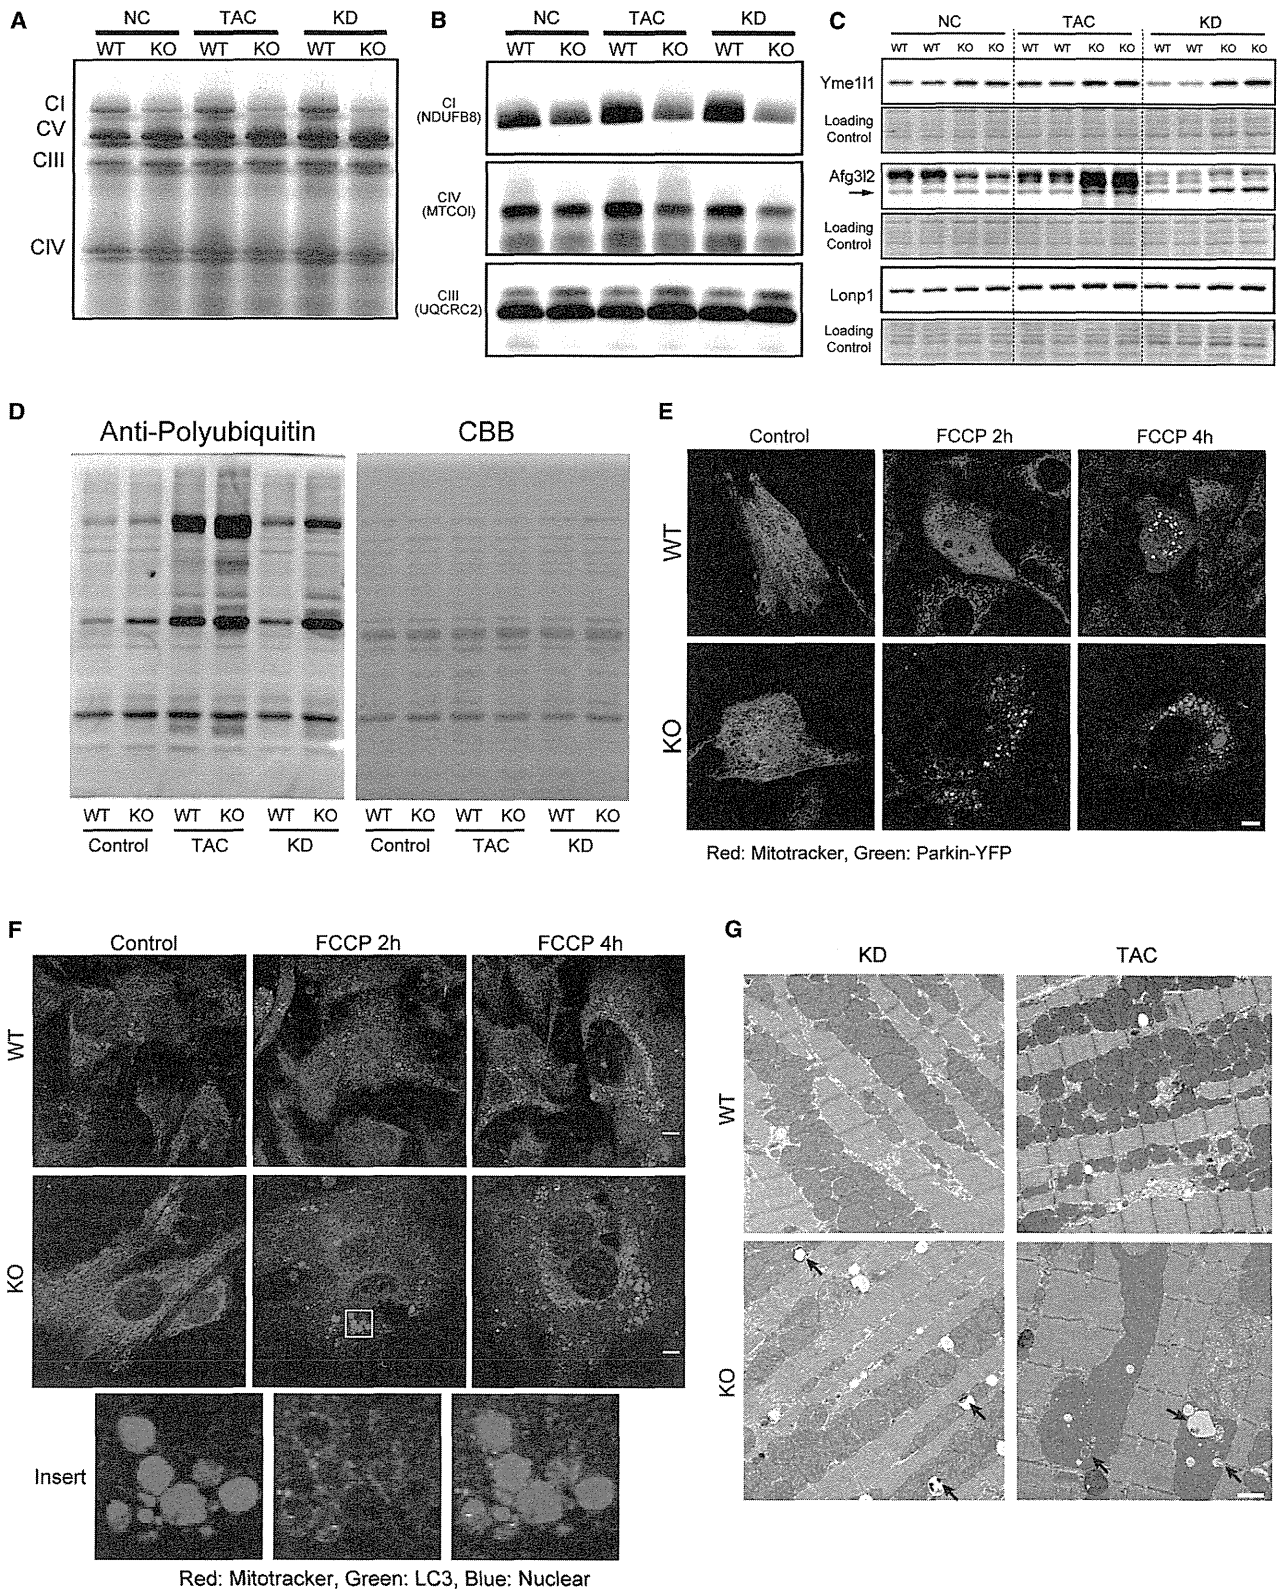 A
NC TAC KD
WT KO WT KO WT KO
CI
CV
CIII
CIV
B
NC TAC KD
WT KO WT KO WT KO
CI
(NDUFB8)
CIV
(MTCOI)
CIII
(UQCRC2)
C
NC TAC KD
WT WT KO KO WT WT KO KO WT WT KO KO
Yme1l1
Loading
Control
Afg3l2
Loading
Control
Lonp1
Loading
Control
D
Anti-Polyubiquitin CBB
WT KO WT KO WT KO WT KO WT KO WT KO
Control TAC KD Control TAC KD
E
Control FCCP 2h FCCP 4h
WT
KO
Red: Mitotracker, Green: Parkin-YFP
F
Control FCCP 2h FCCP 4h
WT
KO
Insert
Red: Mitotracker, Green: LC3, Blue: Nuclear
G
KD TAC
WT
KO